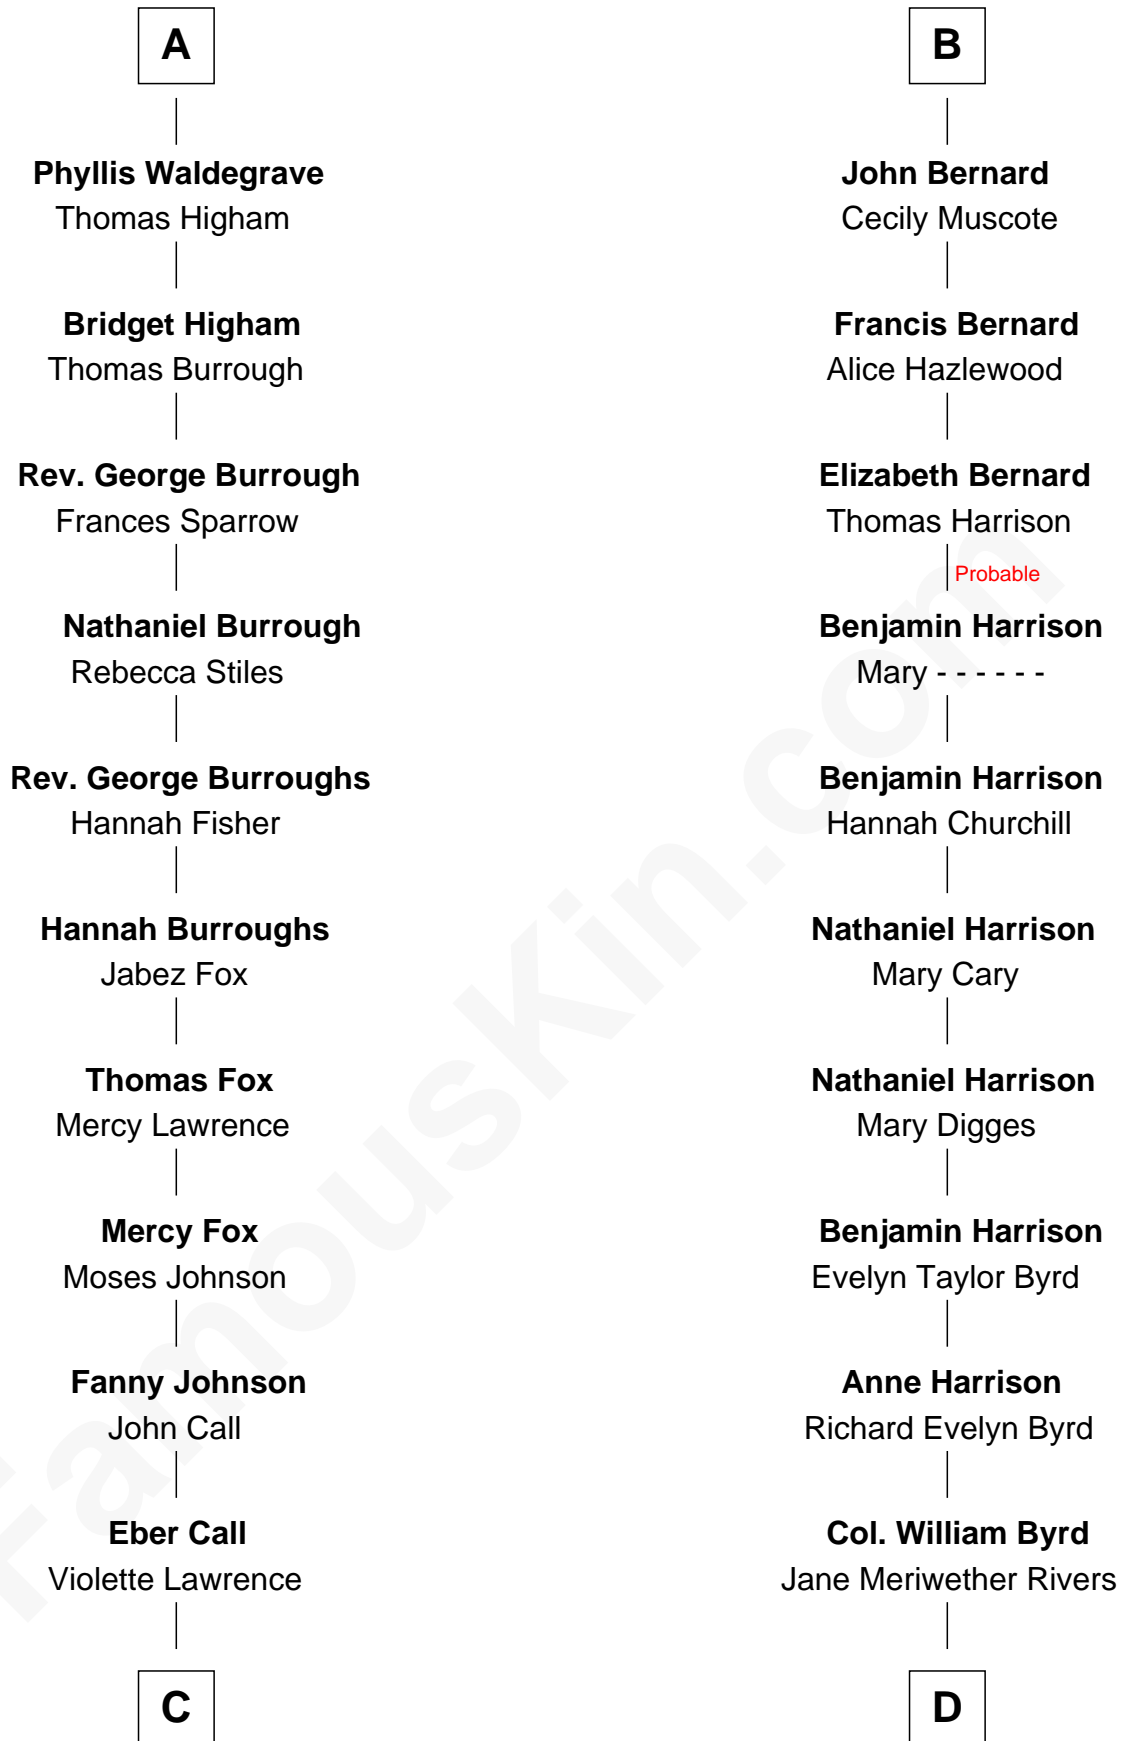 A
Phyllis Waldegrave
Thomas Higham
Bridget Higham
Thomas Burrough
Rev. George Burrough
Frances Sparrow
Nathaniel Burrough
Rebecca Stiles
Rev. George Burroughs
Hannah Fisher
Hannah Burroughs
Jabez Fox
Thomas Fox
Mercy Lawrence
Mercy Fox
Moses Johnson
Fanny Johnson
John Call
Eber Call
Violette Lawrence
C
B
John Bernard
Cecily Muscote
Francis Bernard
Alice Hazlewood
Elizabeth Bernard
Thomas Harrison
Probable
Benjamin Harrison
Mary - - - - - -
Benjamin Harrison
Hannah Churchill
Nathaniel Harrison
Mary Cary
Nathaniel Harrison
Mary Digges
Benjamin Harrison
Evelyn Taylor Byrd
Anne Harrison
Richard Evelyn Byrd
Col. William Byrd
Jane Meriwether Rivers
D
FamousKin.com